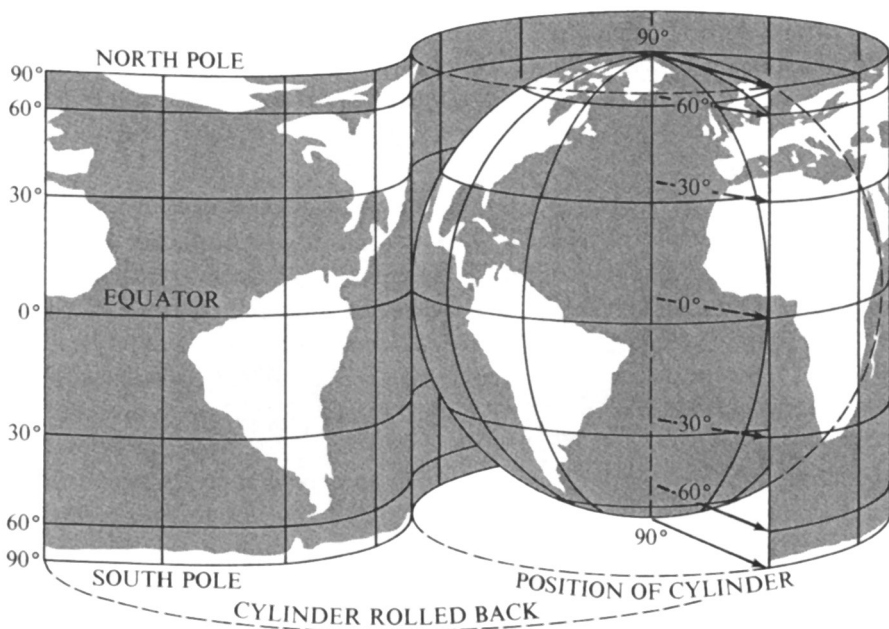 90°
NORTH POLE
90°
60°
60°
30°
30°
EQUATOR
0°
0°
30°
30°
60°
60°
90°
90°
SOUTH POLE
POSITION OF CYLINDER
CYLINDER ROLLED BACK